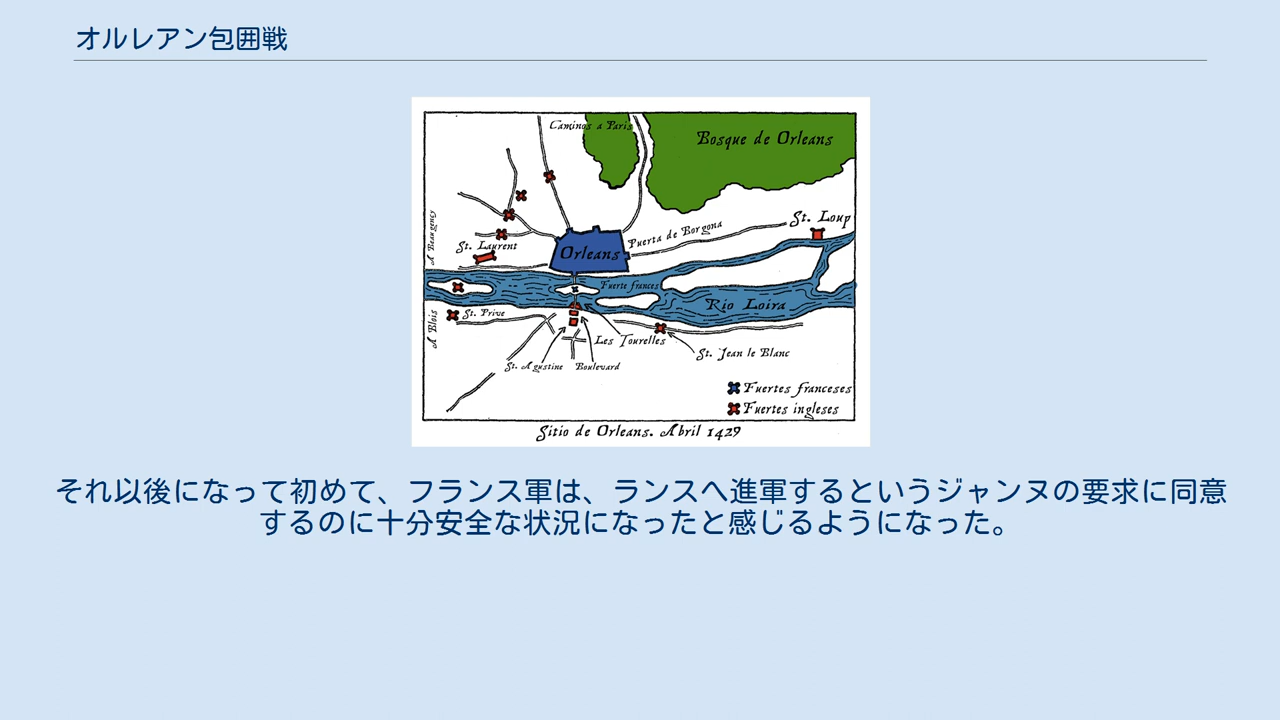 オルレアン包囲戦
Caminos a Paris
Bosque de Orleans
A Beaugency
St. Loup
Puerta de Borgona
St. Laurent
Orleans
Fuerte frances
Rio Loira
A Blois
St. Prive
Les Tourelles
St. Jean le Blanc
St. Agustine
Boulevard
Fuertes franceses
Fuertes ingleses
Sitio de Orleans. Abril 1429
それ以後になって初めて、フランス軍は、ランスへ進軍するというジャンヌの要求に同意
するのに十分安全な状況になったと感じるようになった。